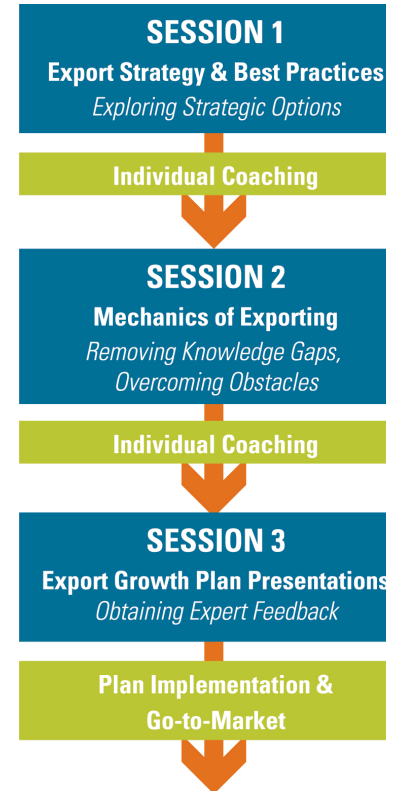 SESSION 1
Export Strategy & Best Practices
Exploring Strategic Options
Individual Coaching
SESSION 2
Mechanics of Exporting
Removing Knowledge Gaps,
Overcoming Obstacles
Individual Coaching
SESSION 3
Export Growth Plan Presentations
Obtaining Expert Feedback
Plan Implementation &
Go-to-Market